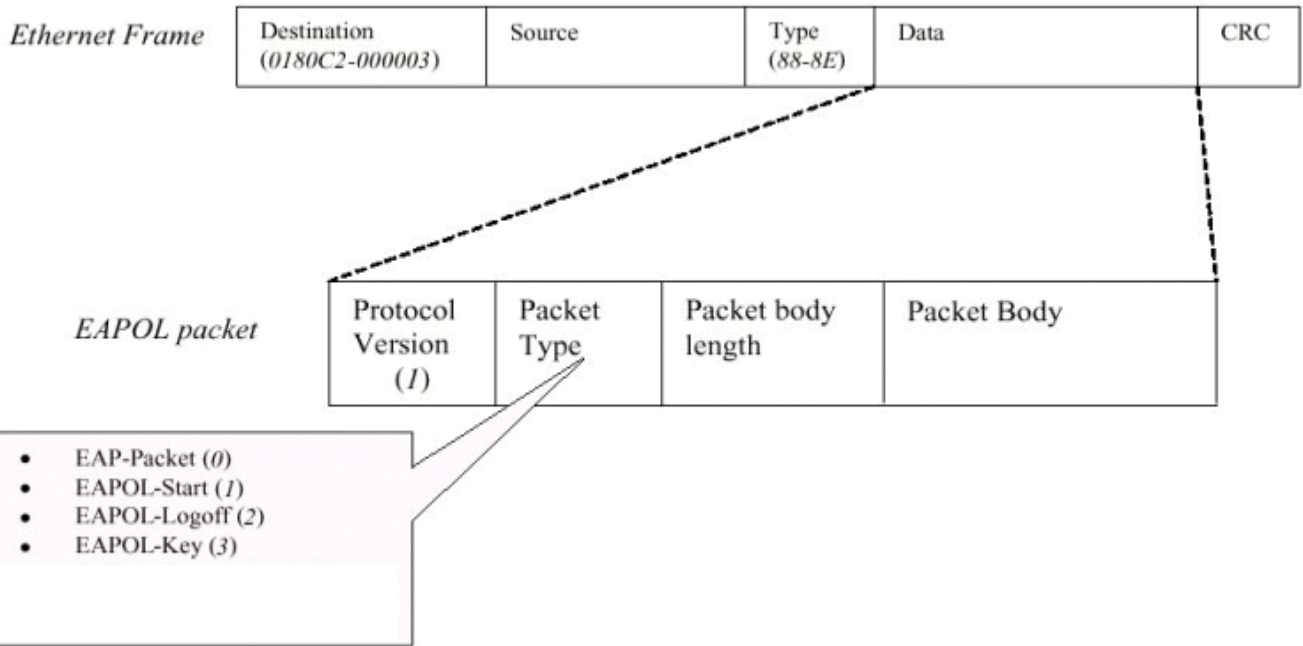 Ethernet Frame
Destination
(0180C2-000003)
Source
Type
(88-8E)
Data
CRC
EAPOL packet
Protocol
Version
(1)
Packet
Type
Packet body
length
Packet Body
• EAP-Packet (0)
• EAPOL-Start (1)
• EAPOL-Logoff (2)
• EAPOL-Key (3)